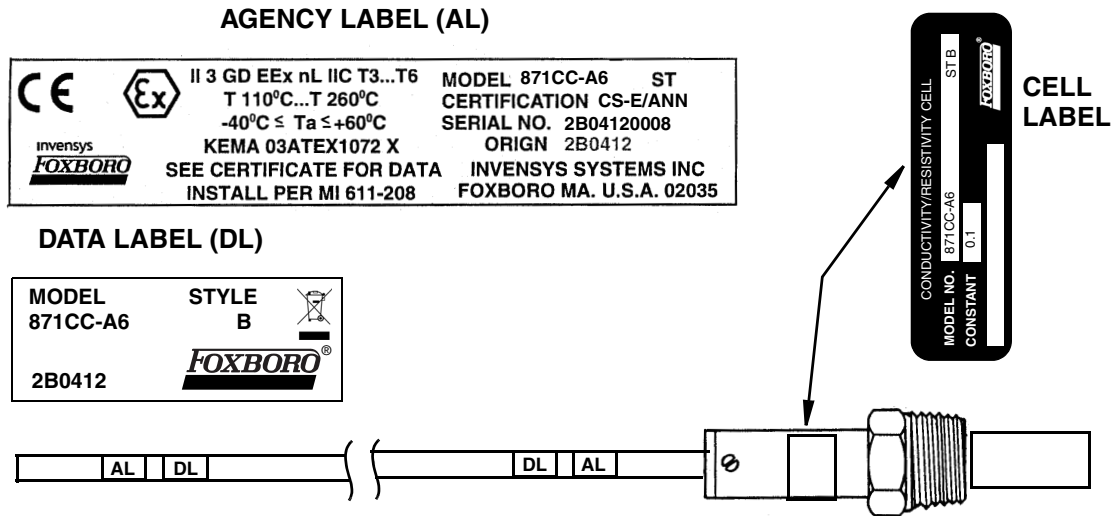 AGENCY LABEL (AL)
CE
Ex
II 3 GD EEx nL IIC T3...T6
T 110⁰C...T 260⁰C
-40⁰C ≤ Ta ≤ +60⁰C
KEMA 03ATEX1072 X
SEE CERTIFICATE FOR DATA
INSTALL PER MI 611-208
invensys
FOXBORO
MODEL 871CC-A6 ST
CERTIFICATION CS-E/ANN
SERIAL NO. 2B04120008
ORIGN 2B0412
INVENSYS SYSTEMS INC
FOXBORO MA. U.S.A. 02035
CELL
LABEL
CONDUCTIVITY/RESISTIVITY CELL
MODEL NO. 871CC-A6 ST B
CONSTANT 0.1
FOXBORO®
DATA LABEL (DL)
MODEL STYLE
871CC-A6 B
2B0412
FOXBORO®
AL DL
DL AL